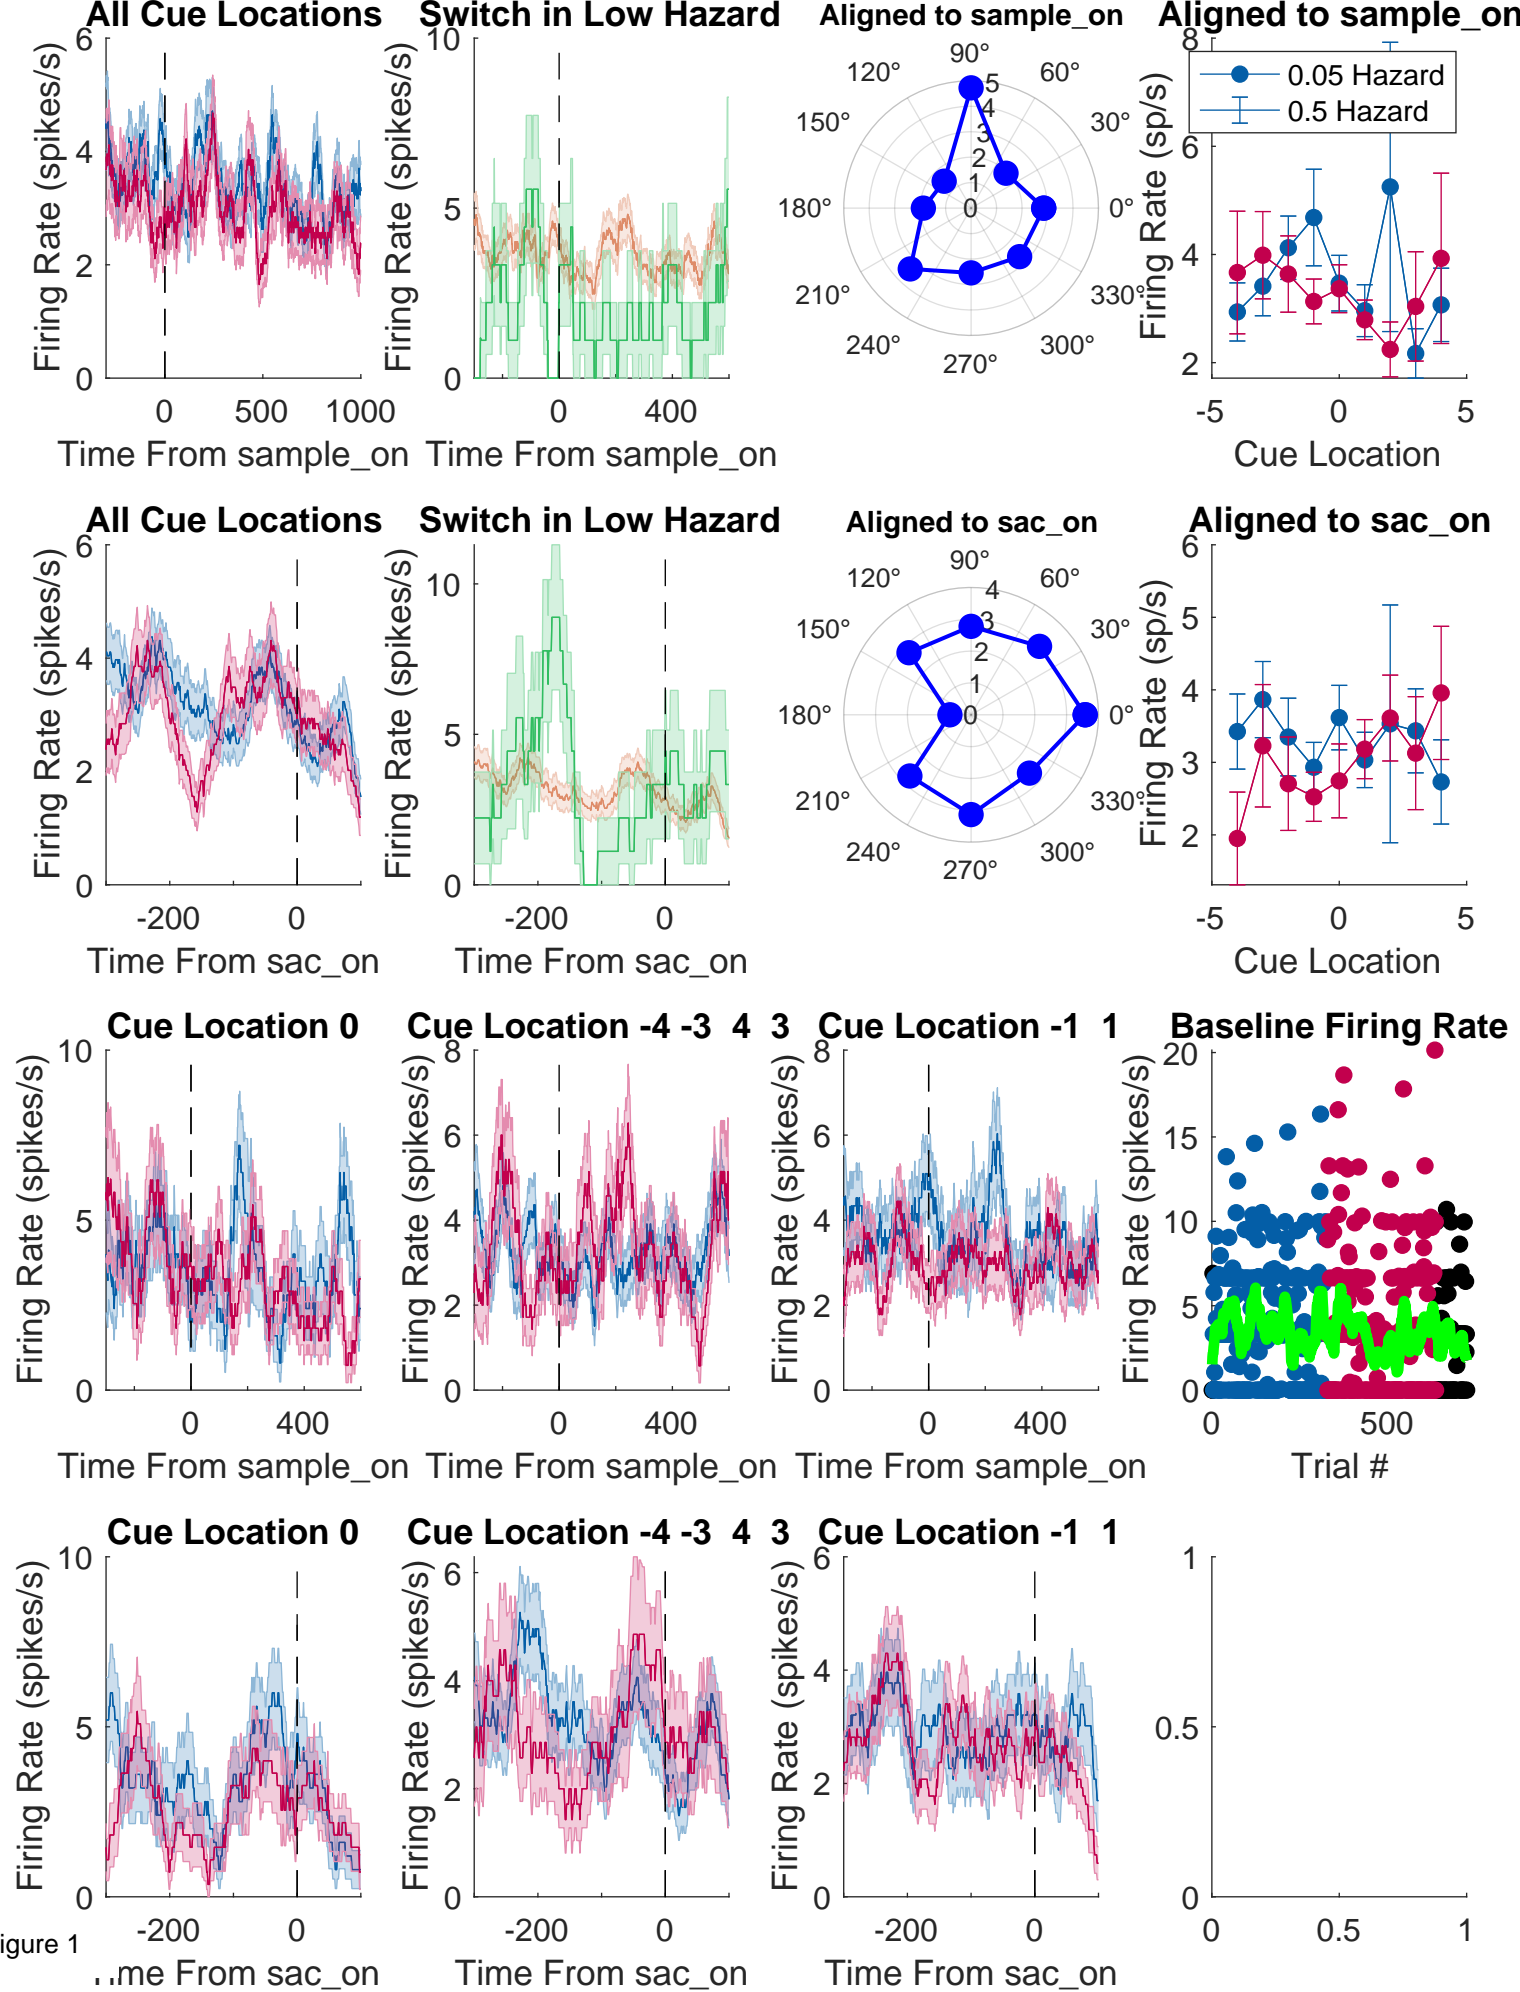 All Cue Locations
Firing Rate (spikes/s)
6
4
2
0
0 500 1000
Time From sample_on
Switch in Low Hazard
Firing Rate (spikes/s)
10
5
0
0 400
Time From sample_on
Aligned to sample_on
90°
120° 60°
150° 30°
180° 0°
210° 330°
240° 300°
270°
5
4
3
2
1
0
Aligned to sample_on
Firing Rate (sp/s)
8
6
4
2
0.05 Hazard
0.5 Hazard
-5 0 5
Cue Location
All Cue Locations
Firing Rate (spikes/s)
6
4
2
0
-200 0
Time From sac_on
Switch in Low Hazard
Firing Rate (spikes/s)
10
5
0
-200 0
Time From sac_on
Aligned to sac_on
90°
120° 60°
150° 30°
180° 0°
210° 330°
240° 300°
270°
4
3
2
1
0
Aligned to sac_on
Firing Rate (sp/s)
6
5
4
3
2
-5 0 5
Cue Location
Cue Location 0
Firing Rate (spikes/s)
10
5
0
0 400
Time From sample_on
Cue Location -4 -3 4 3
Firing Rate (spikes/s)
8
6
4
2
0
0 400
Time From sample_on
Cue Location -1 1
Firing Rate (spikes/s)
8
6
4
2
0
0 400
Time From sample_on
Baseline Firing Rate
Firing Rate (spikes/s)
20
15
10
5
0
0 500
Trial #
Cue Location 0
Firing Rate (spikes/s)
10
5
0
-200 0
Time From sac_on
Cue Location -4 -3 4 3
Firing Rate (spikes/s)
6
4
2
0
-200 0
Time From sac_on
Cue Location -1 1
Firing Rate (spikes/s)
6
4
2
0
-200 0
Time From sac_on
1
0.5
0
0 0.5 1
igure 1